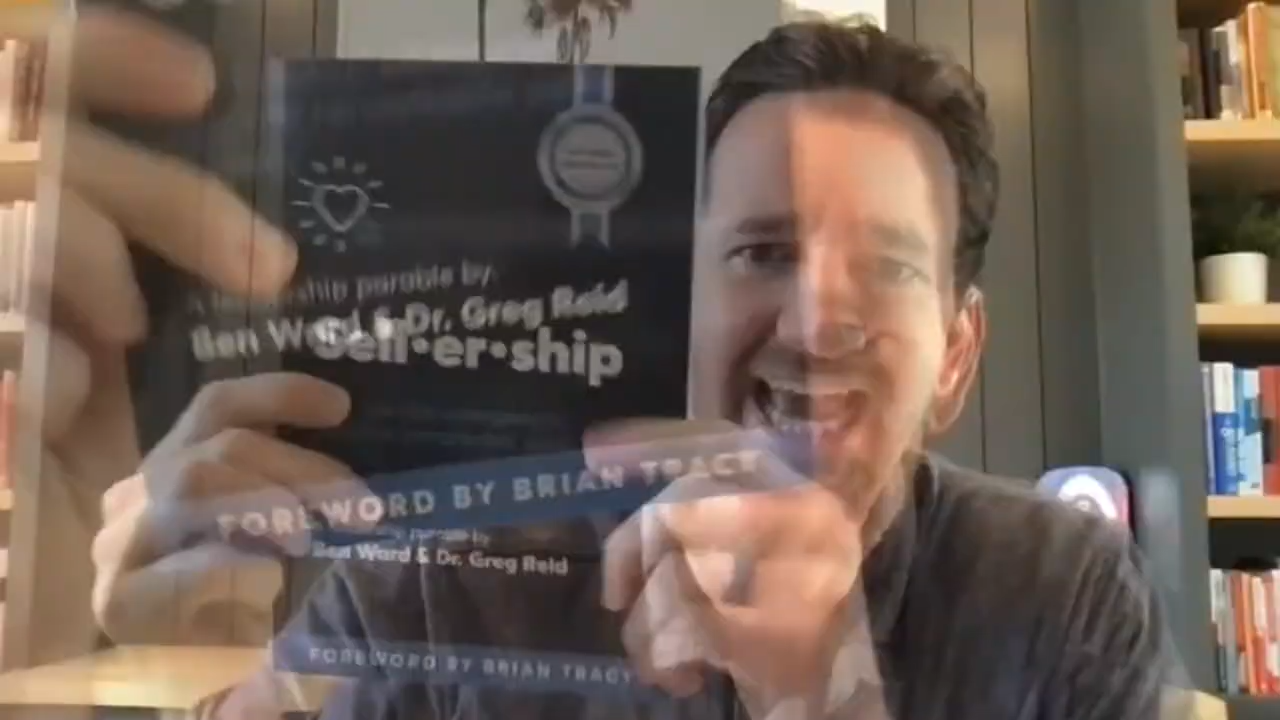 A leadership parable by:
Ben Ward & Dr. Greg Reid
Sell•er•ship
FOREWORD BY BRIAN TRACY
parable by
Ben Ward & Dr. Greg Reid
FOREWORD BY BRIAN TRACY